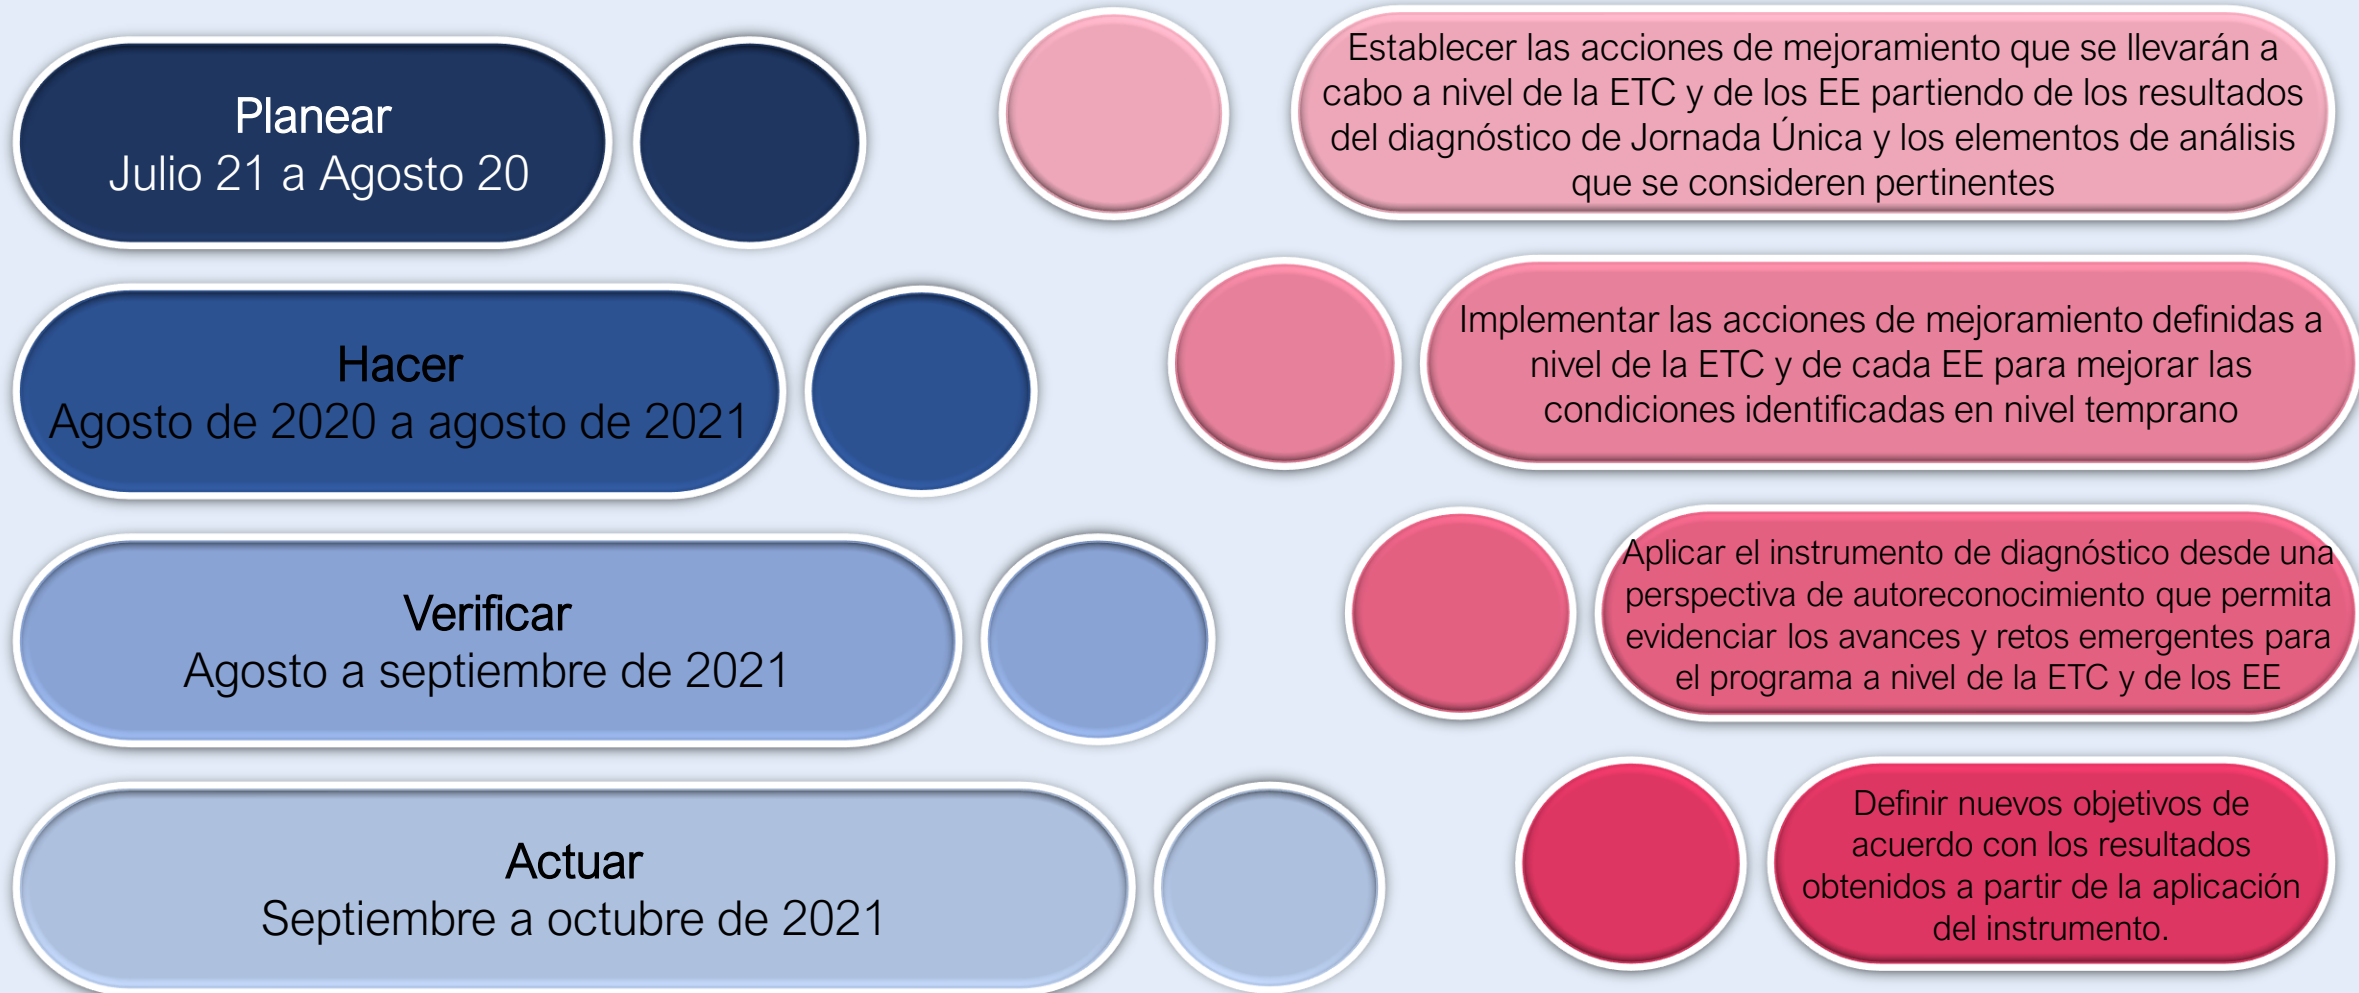 Planear
Julio 21 a Agosto 20
Establecer las acciones de mejoramiento que se llevarán a
cabo a nivel de la ETC y de los EE partiendo de los resultados
del diagnóstico de Jornada Única y los elementos de análisis
que se consideren pertinentes
Hacer
Agosto de 2020 a agosto de 2021
Implementar las acciones de mejoramiento definidas a
nivel de la ETC y de cada EE para mejorar las
condiciones identificadas en nivel temprano
Verificar
Agosto a septiembre de 2021
Aplicar el instrumento de diagnóstico desde una
perspectiva de autoreconocimiento que permita
evidenciar los avances y retos emergentes para
el programa a nivel de la ETC y de los EE
Actuar
Septiembre a octubre de 2021
Definir nuevos objetivos de
acuerdo con los resultados
obtenidos a partir de la aplicación
del instrumento.